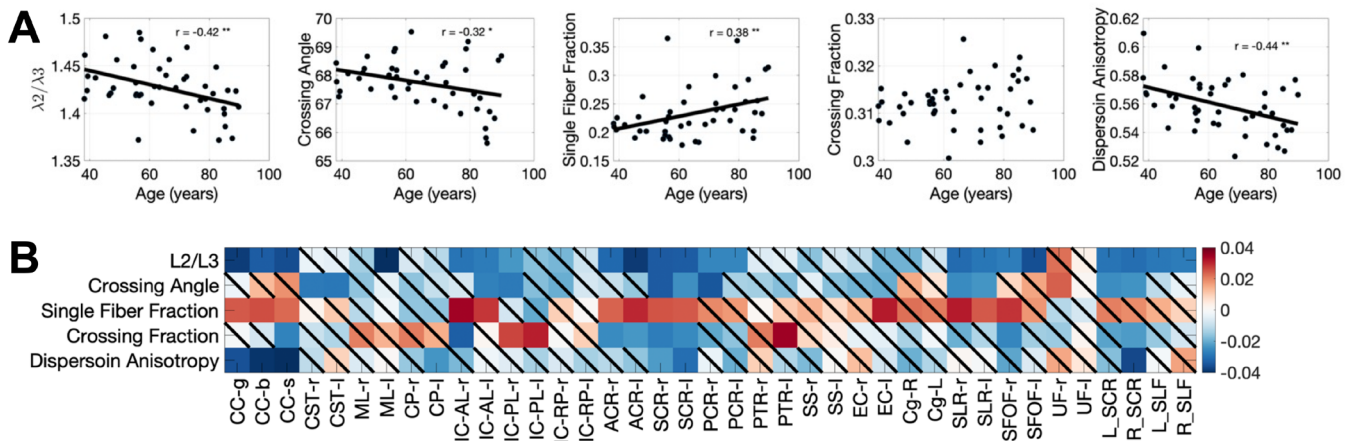 A
1.5
1.45
1.4
1.35
λ2/λ3
r = -0.42 **
40
60
80
100
Age (years)
70
69
68
67
66
65
Crossing Angle
r = -0.32 *
40
60
80
100
Age (years)
0.35
0.3
0.25
0.2
0.15
Single Fiber Fraction
r = 0.38 **
40
60
80
100
Age (years)
0.33
0.32
0.31
0.3
Crossing Fraction
40
60
80
100
Age (years)
0.62
0.6
0.58
0.56
0.54
0.52
Dispersoin Anisotropy
r = -0.44 **
40
60
80
100
Age (years)
B
L2/L3
Crossing Angle
Single Fiber Fraction
Crossing Fraction
Dispersoin Anisotropy
0.04
0.02
0
-0.02
-0.04
CC-g
CC-b
CC-s
CST-r
CST-l
ML-r
ML-l
CP-r
CP-l
IC-AL-r
IC-AL-l
IC-PL-r
IC-PL-l
IC-RP-r
IC-RP-l
ACR-r
ACR-l
SCR-r
SCR-l
PCR-r
PCR-l
PTR-r
PTR-l
SS-r
SS-l
EC-r
EC-l
Cg-R
Cg-L
SLR-r
SLR-l
SFOF-r
SFOF-l
UF-r
UF-l
L_SCR
R_SCR
L_SLF
R_SLF